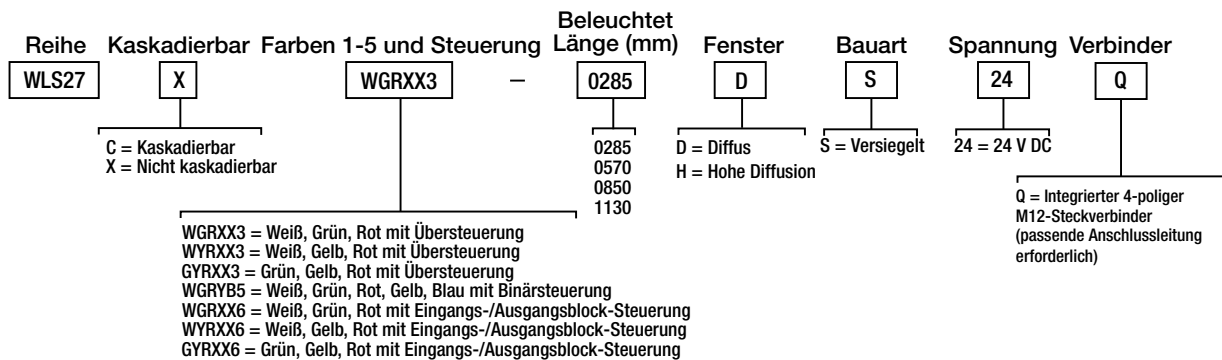 Reihe Kaskadierbar Farben 1-5 und Steuerung Beleuchtet Länge (mm) Fenster Bauart Spannung Verbinder
WLS27 X WGRXX3 – 0285 D S 24 Q
C = Kaskadierbar
X = Nicht kaskadierbar
0285
0570
0850
1130
D = Diffus
H = Hohe Diffusion
S = Versiegelt
24 = 24 V DC
Q = Integrierter 4-poliger
M12-Steckverbinder
(passende Anschlussleitung
erforderlich)
WGRXX3 = Weiß, Grün, Rot mit Übersteuerung
WYRXX3 = Weiß, Gelb, Rot mit Übersteuerung
GYRXX3 = Grün, Gelb, Rot mit Übersteuerung
WGRYB5 = Weiß, Grün, Rot, Gelb, Blau mit Binärsteuerung
WGRXX6 = Weiß, Grün, Rot mit Eingangs-/Ausgangsblock-Steuerung
WYRXX6 = Weiß, Gelb, Rot mit Eingangs-/Ausgangsblock-Steuerung
GYRXX6 = Grün, Gelb, Rot mit Eingangs-/Ausgangsblock-Steuerung